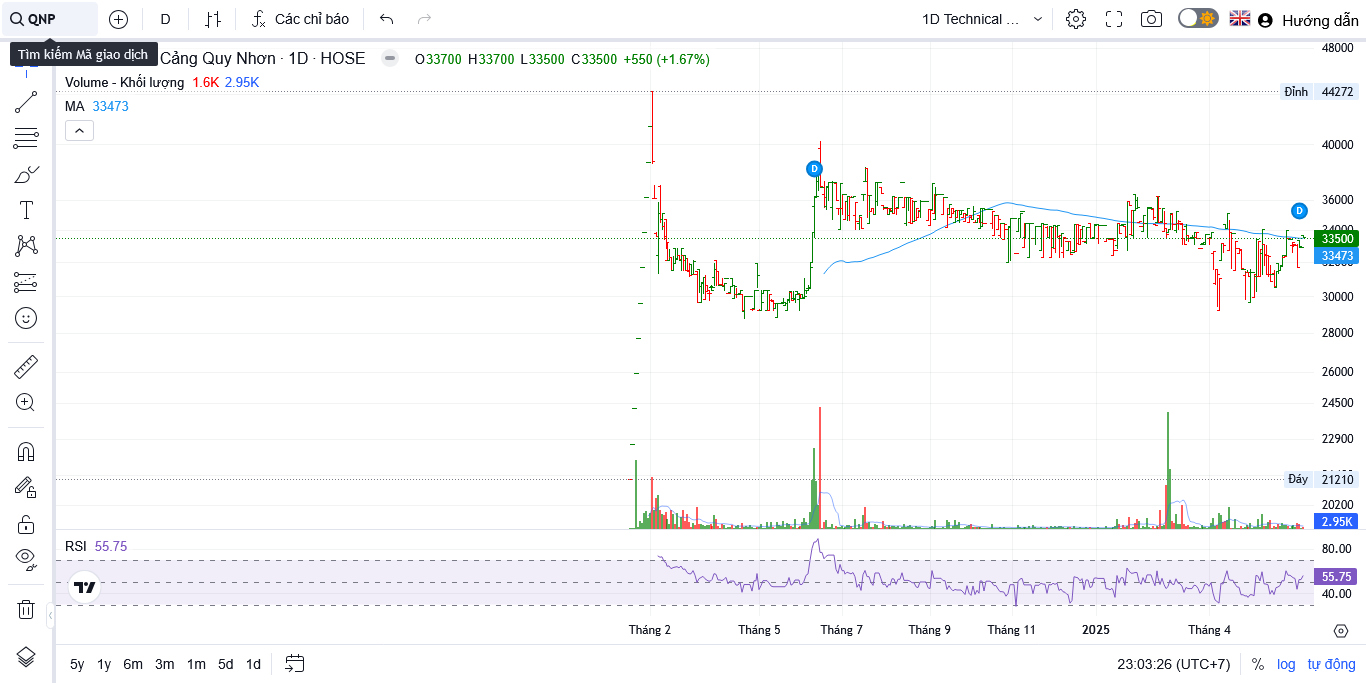 QNP
D
Các chỉ báo
1D Technical ...
Hướng dẫn
Tìm kiếm Mã giao dịch
Cảng Quy Nhơn · 1D · HOSE
O33700 H33700 L33500 C33500 +550 (+1.67%)
Volume - Khối lượng 1.6K 2.95K
MA 33473
48000
Đỉnh 44272
40000
36000
D
D
33500
33473
30000
28000
26000
24500
22900
Đáy 21210
20200
2.95K
RSI 55.75
80.00
55.75
40.00
Tháng 2 Tháng 5 Tháng 7 Tháng 9 Tháng 11 2025 Tháng 4
5y 1y 6m 3m 1m 5d 1d
23:03:26 (UTC+7) % log tự động